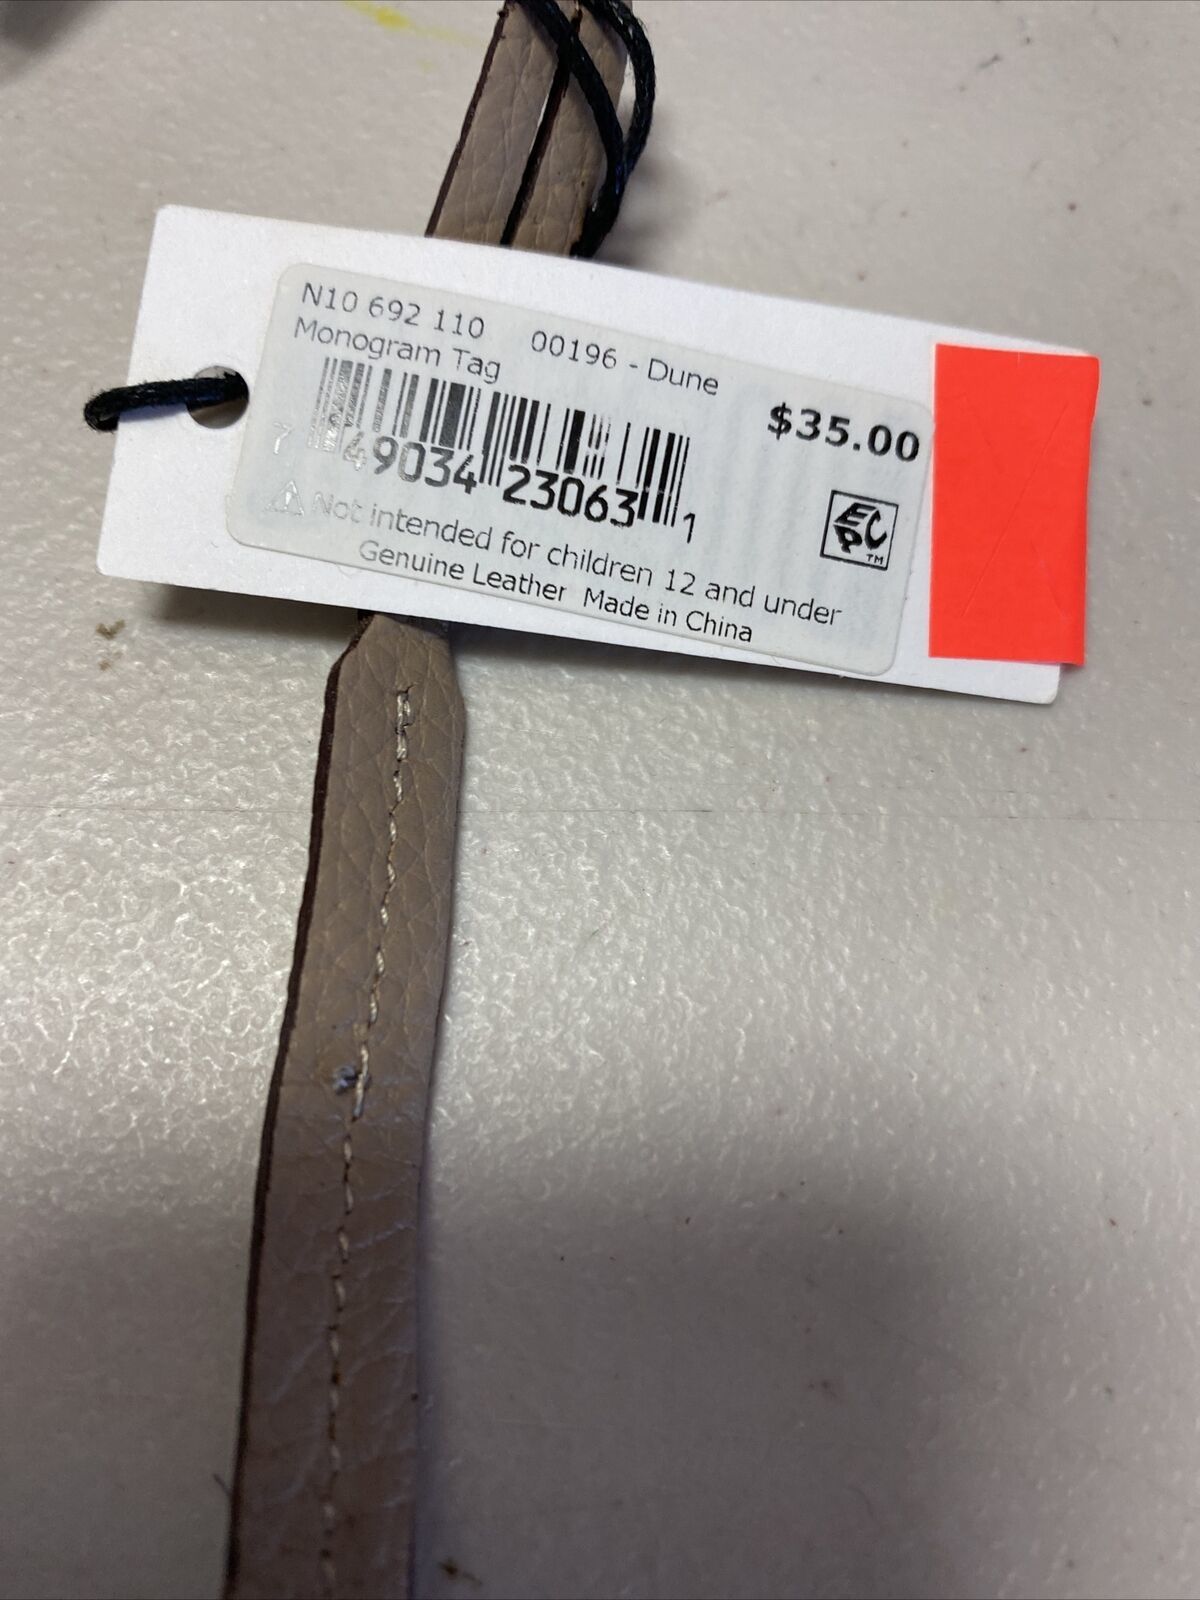 N10 692 110 00196 - Dune
Monogram Tag
$35.00
7 49034 23063 1
EPC™
Not intended for children 12 and under
Genuine Leather Made in China